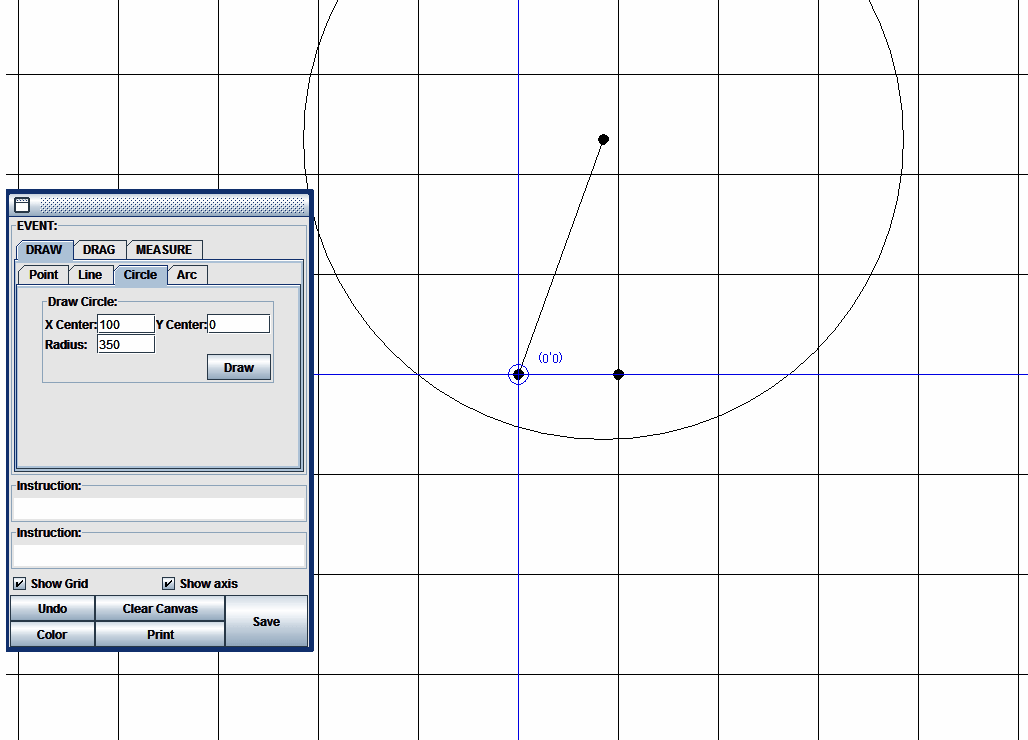 EVENT:
DRAW DRAG MEASURE
Point Line Circle Arc
Draw Circle:
X Center: 100 Y Center: 0
Radius: 350
Draw
(0'0)
Instruction:
Instruction:
Show Grid Show axis
Undo Clear Canvas Save
Color Print